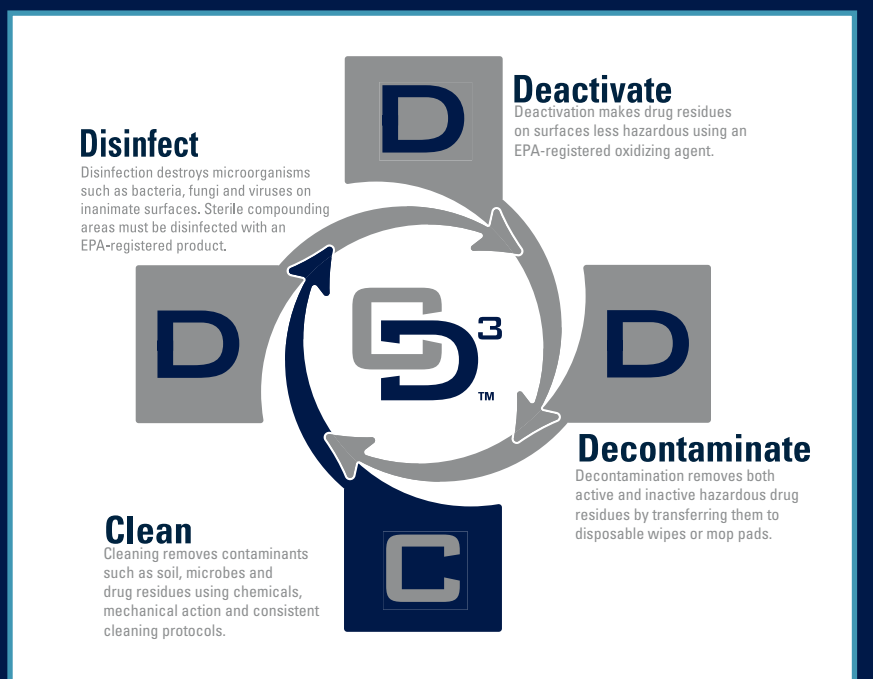 D
Deactivate
Deactivation makes drug residues
on surfaces less hazardous using an
EPA-registered oxidizing agent.
Disinfect
Disinfection destroys microorganisms
such as bacteria, fungi and viruses on
inanimate surfaces. Sterile compounding
areas must be disinfected with an
EPA-registered product.
D
CD³
™
D
Decontaminate
Decontamination removes both
active and inactive hazardous drug
residues by transferring them to
disposable wipes or mop pads.
Clean
Cleaning removes contaminants
such as soil, microbes and
drug residues using chemicals,
mechanical action and consistent
cleaning protocols.
C